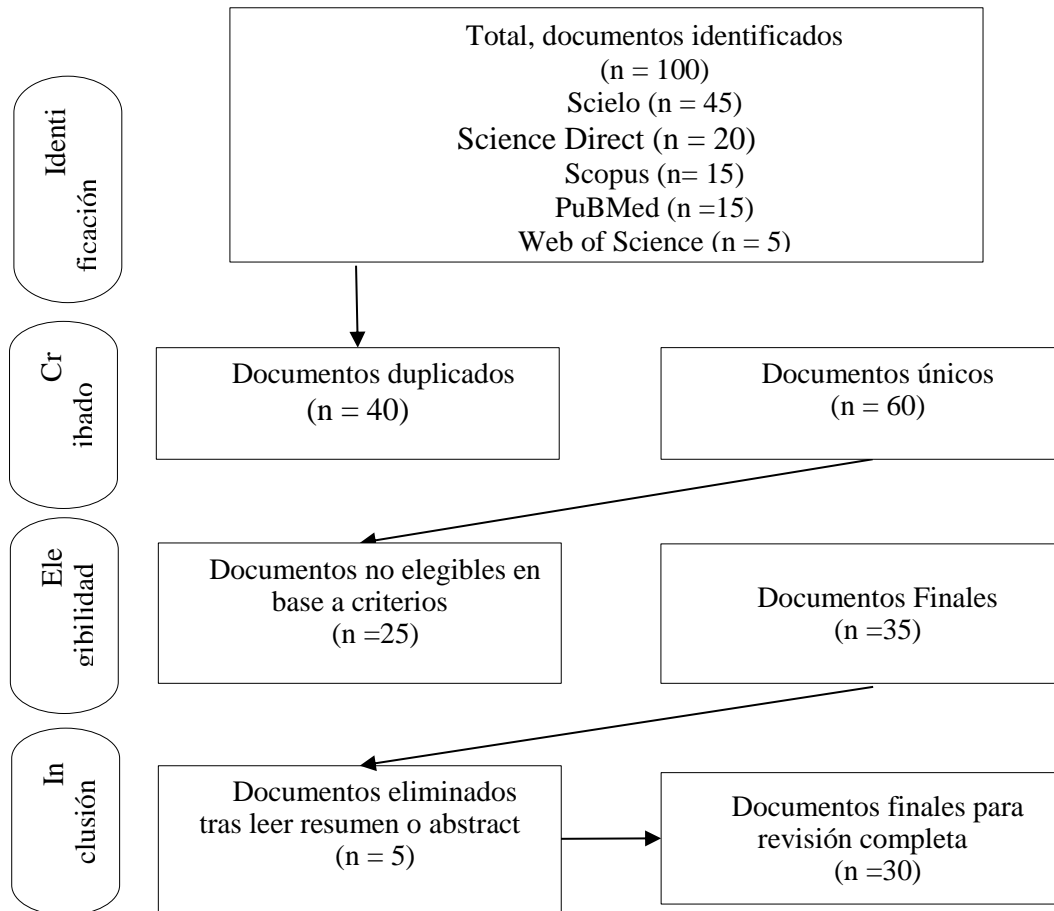 Identi
ficación
Total, documentos identificados
(n = 100)
Scielo (n = 45)
Science Direct (n = 20)
Scopus (n= 15)
PuBMed (n =15)
Web of Science (n = 5)
Cr
ibado
Documentos duplicados
(n = 40)
Documentos únicos
(n = 60)
Ele
gibilidad
Documentos no elegibles en
base a criterios
(n =25)
Documentos Finales
(n =35)
In
clusión
Documentos eliminados
tras leer resumen o abstract
(n = 5)
Documentos finales para
revisión completa
(n =30)